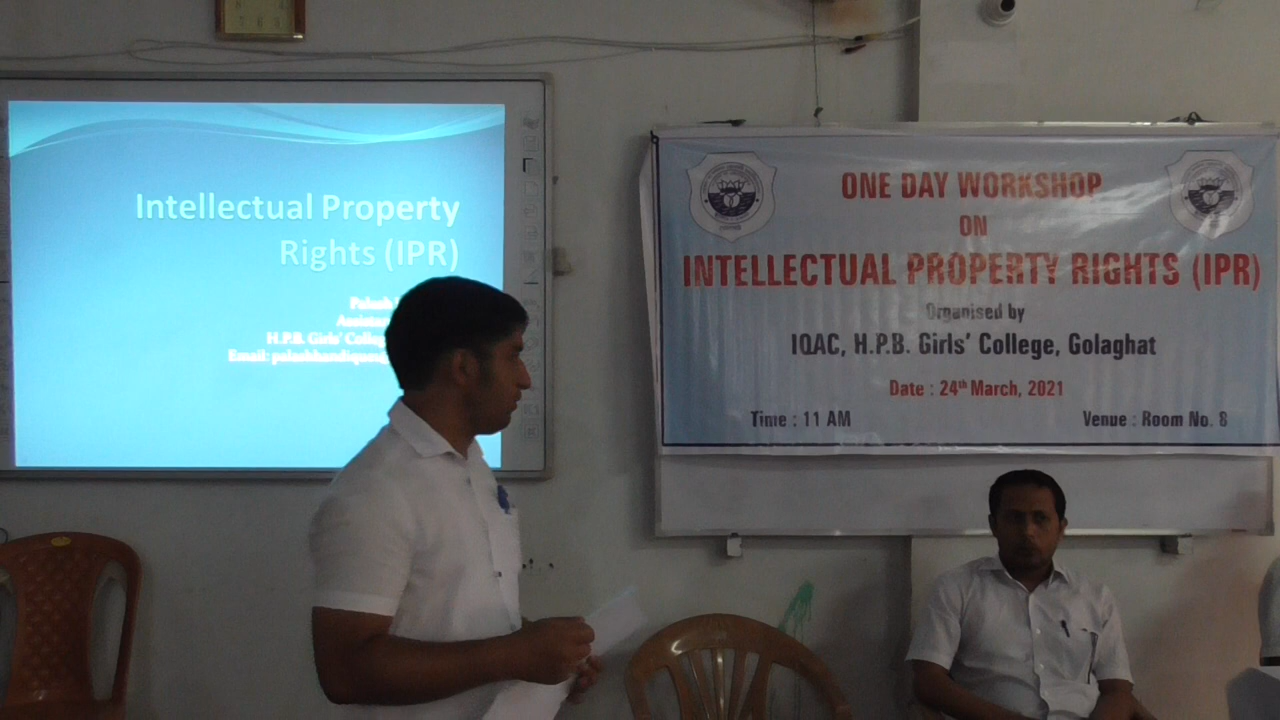 Intellectual Property
Rights (IPR)
Palash
H.P.B. Girls'
Email:
ONE DAY WORKSHOP
ON
INTELLECTUAL PROPERTY RIGHTS (IPR)
Organised by
IQAC, H.P.B. Girls' College, Golaghat
Date : 24th March, 2021
Time : 11 AM
Venue : Room No. 8